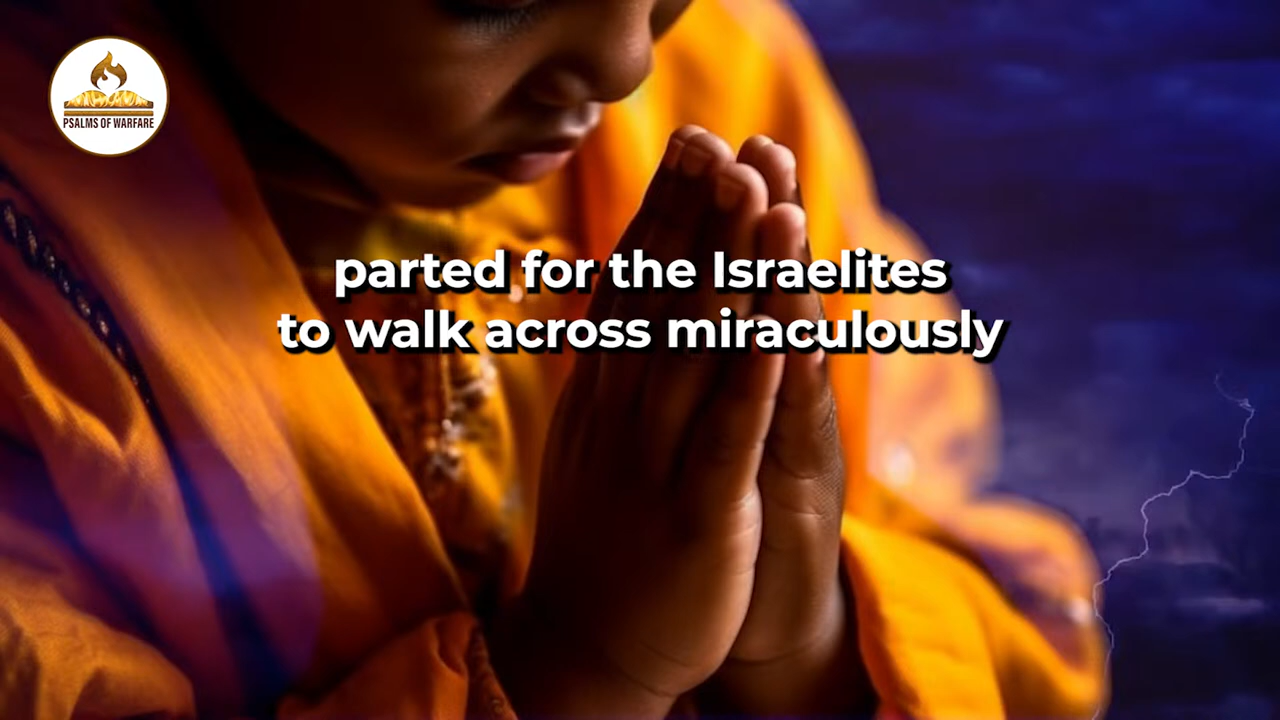 PSALMS OF WARFARE
parted for the Israelites
to walk across miraculously